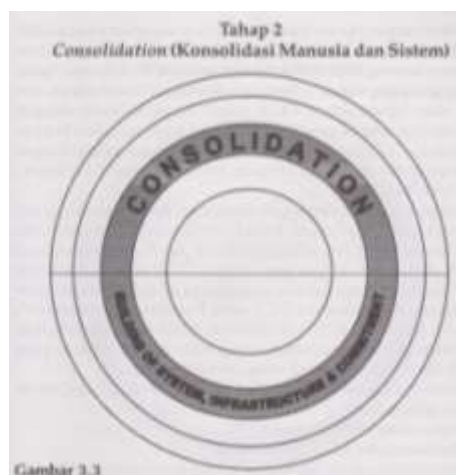 Tahap 2
Consolidation (Konsolidasi Manusia dan Sistem)
CONSOLIDATION
BUILDING OF SYSTEM, INFRASTRUCTURE & COMMITMENT
Gambar 3.3